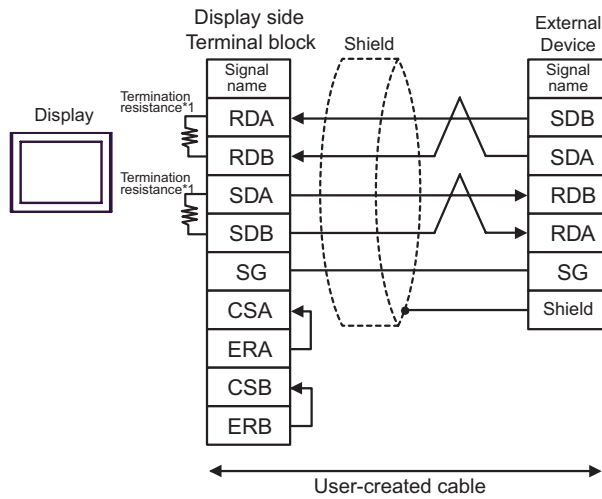 Display side
Terminal block
Shield
External
Device
Signal
name
Signal
name
Display
Termination
resistance*1
RDA
SDB
RDB
SDA
Termination
resistance*1
SDA
RDB
SDB
RDA
SG
SG
CSA
Shield
ERA
CSB
ERB
User-created cable